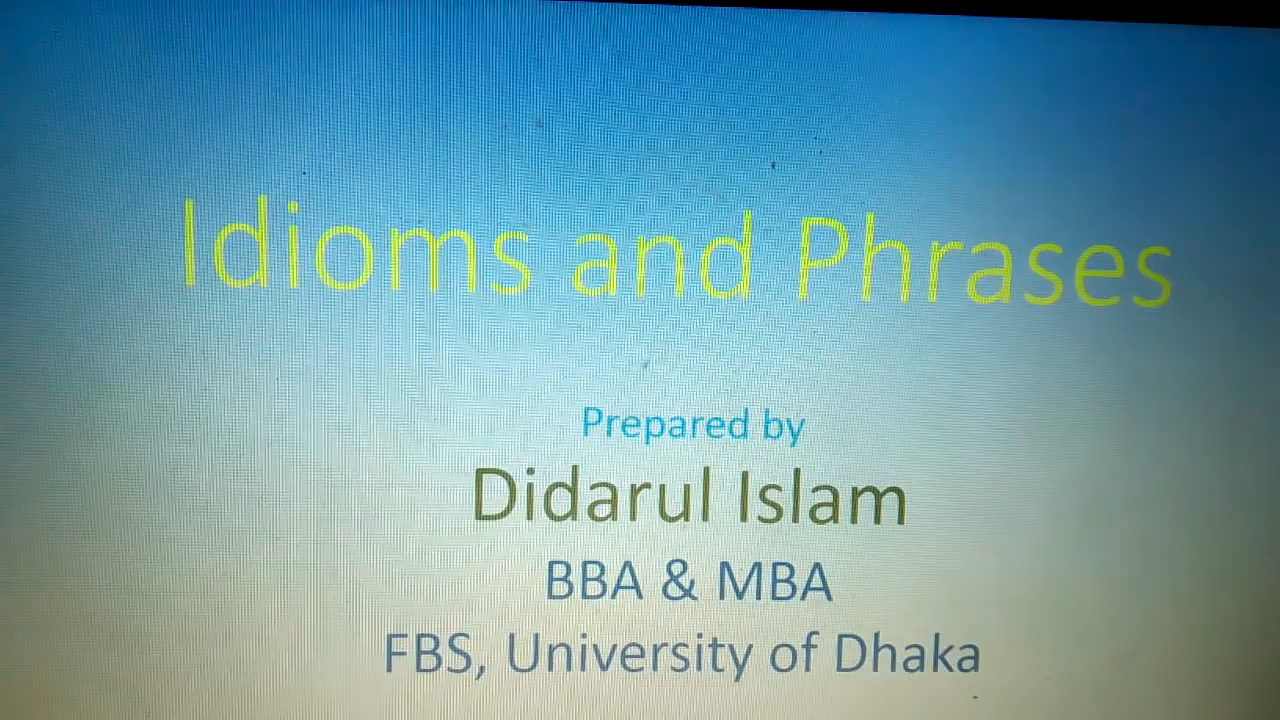 Idioms and Phrases
Prepared by
Didarul Islam
BBA & MBA
FBS, University of Dhaka